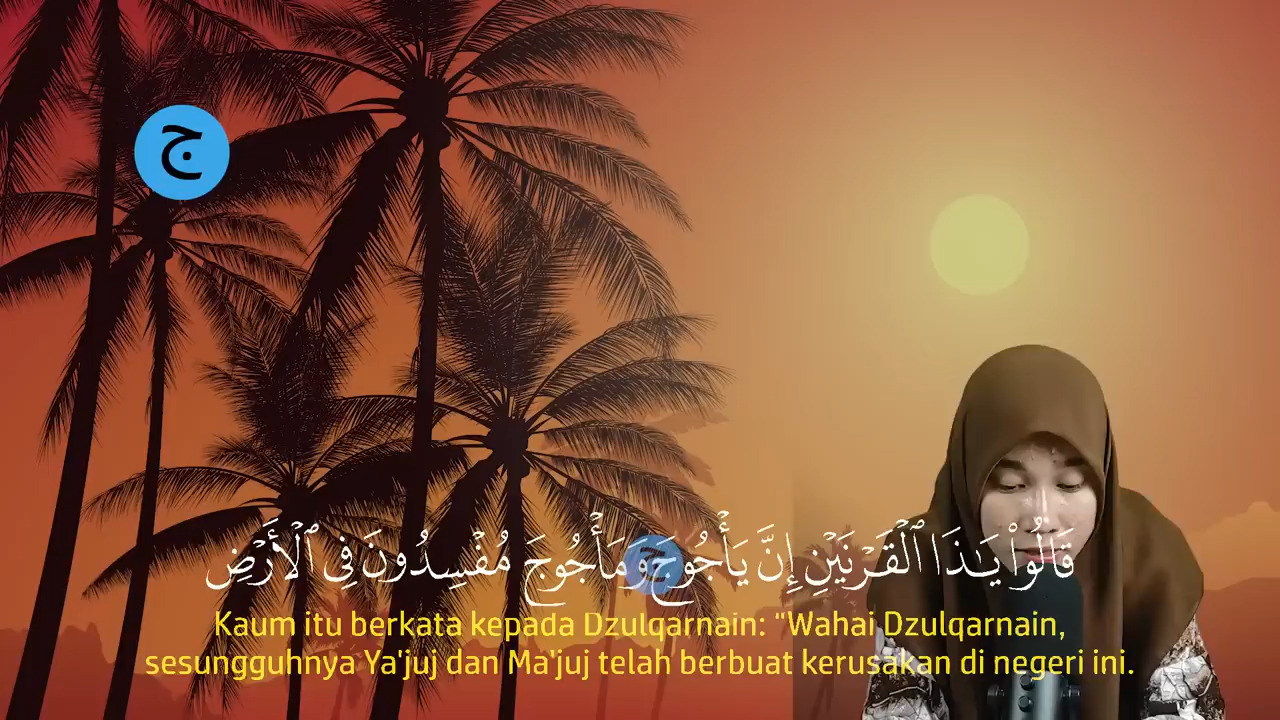 ج
قَالُوا۟ يَـٰذَا ٱلْقَرْنَيْنِ إِنَّ يَأْجُوجَ وَمَأْجُوجَ مُفْسِدُونَ فِى ٱلْأَرْضِ
Kaum itu berkata kepada Dzulqarnain: "Wahai Dzulqarnain,
sesungguhnya Ya'juj dan Ma'juj telah berbuat kerusakan di negeri ini.